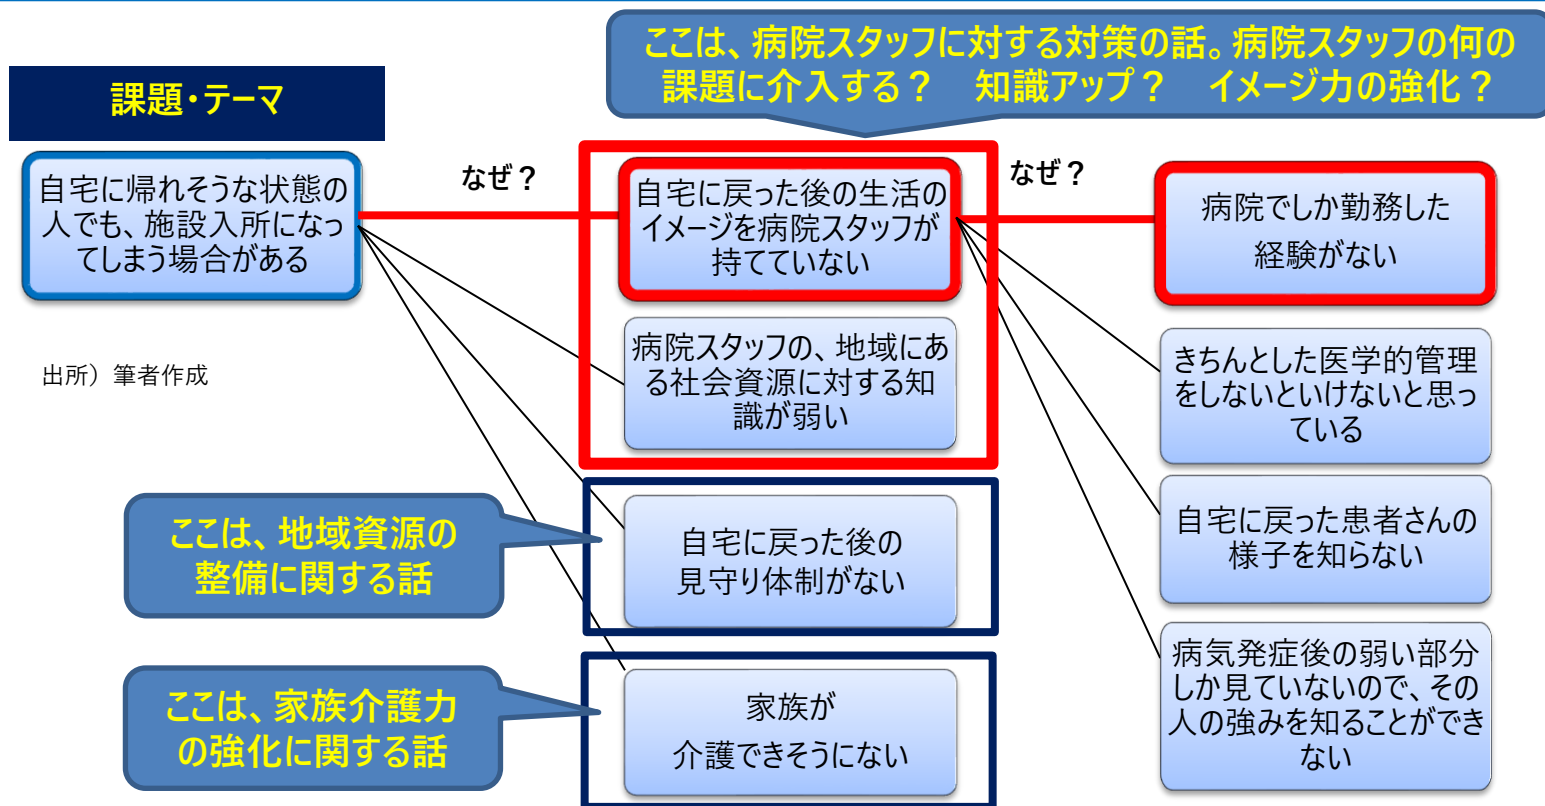 ここは、病院スタッフに対する対策の話。病院スタッフの何の
課題に介入する？　知識アップ？　イメージ力の強化？
課題・テーマ
自宅に帰れそうな状態の
人でも、施設入所になっ
てしまう場合がある
なぜ？
自宅に戻った後の生活の
イメージを病院スタッフが
持てていない
なぜ？
病院でしか勤務した
経験がない
病院スタッフの、地域にあ
る社会資源に対する知
識が弱い
きちんとした医学的管理
をしないといけないと思っ
ている
出所）筆者作成
ここは、地域資源の
整備に関する話
自宅に戻った後の
見守り体制がない
自宅に戻った患者さんの
様子を知らない
ここは、家族介護力
の強化に関する話
家族が
介護できそうにない
病気発症後の弱い部分
しか見ていないので、その
人の強みを知ることができ
ない